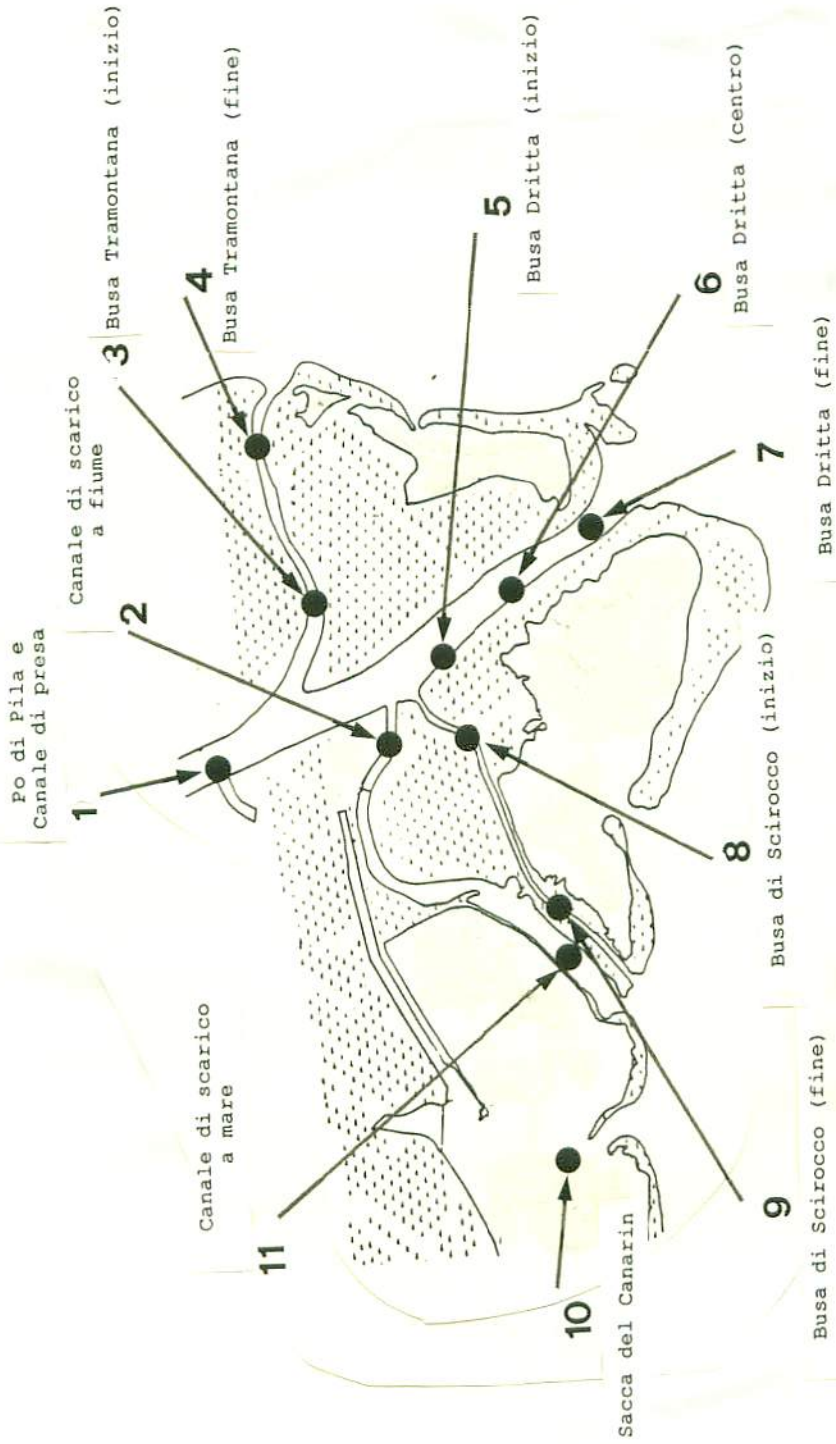 Po di Pila e
Canale di presa
1
Canale di scarico
a fiume
2
Busa Tramontana (inizio)
3
Busa Tramontana (fine)
4
Busa Dritta (inizio)
5
Busa Dritta (centro)
6
Busa Dritta (fine)
7
Busa di Scirocco (inizio)
8
Busa di Scirocco (fine)
9
Sacca del Canarin
10
Canale di scarico
a mare
11